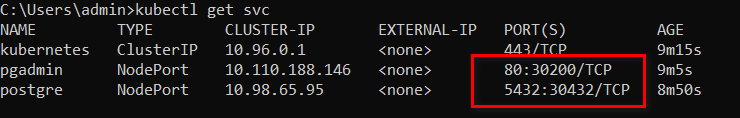 C:\Users\admin>kubectl get svc
NAME TYPE CLUSTER-IP EXTERNAL-IP PORT(S) AGE
kubernetes ClusterIP 10.96.0.1 <none> 443/TCP 9m15s
pgadmin NodePort 10.110.188.146 <none> 80:30200/TCP 9m5s
postgre NodePort 10.98.65.95 <none> 5432:30432/TCP 8m50s